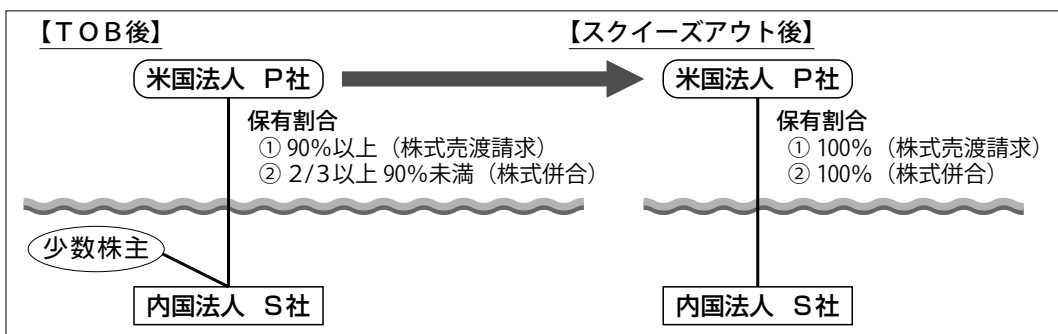 【TOB後】
米国法人 P社
保有割合
① 90%以上(株式売渡請求)
② 2/3以上 90%未満(株式併合)
少数株主
内国法人 S社
【スクイーズアウト後】
米国法人 P社
保有割合
① 100%(株式売渡請求)
② 100%(株式併合)
内国法人 S社